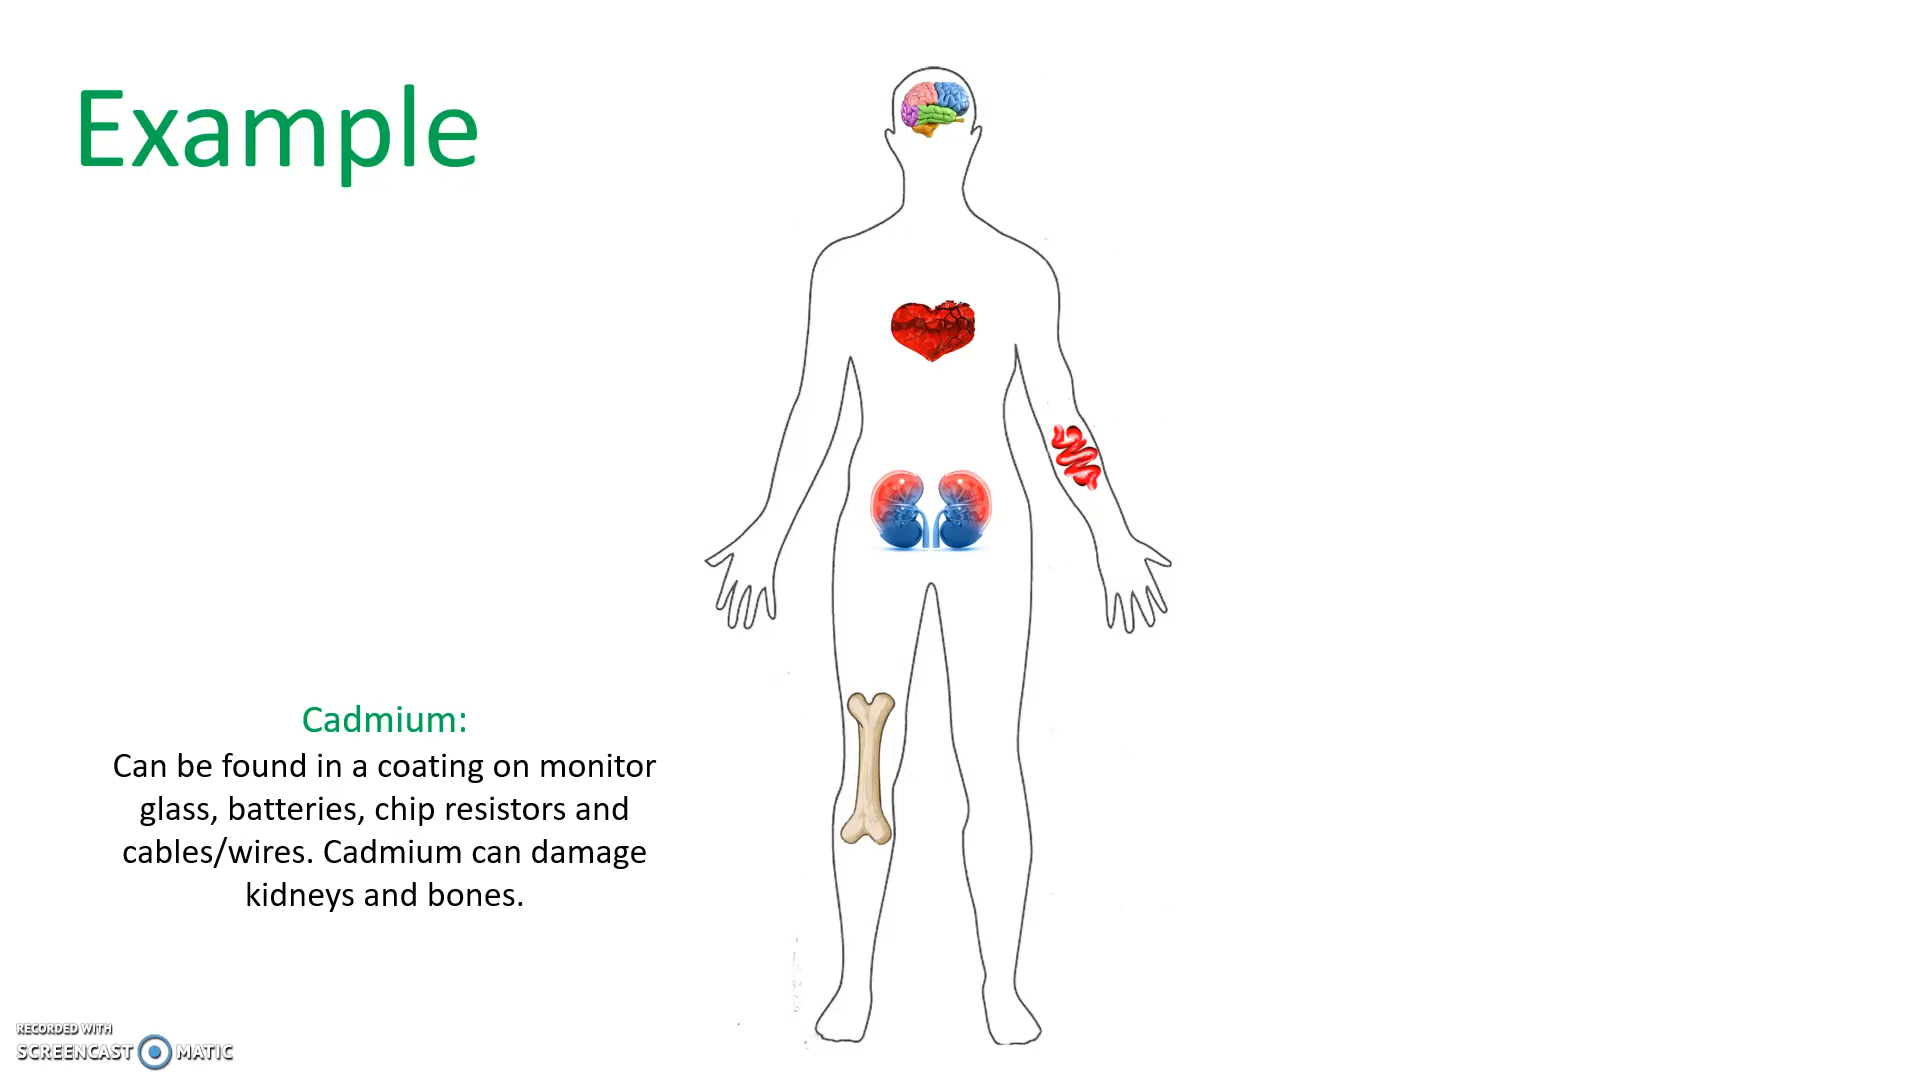 Example
Cadmium:
Can be found in a coating on monitor
glass, batteries, chip resistors and
cables/wires. Cadmium can damage
kidneys and bones.
RECORDED WITH
SCREENCAST MATIC